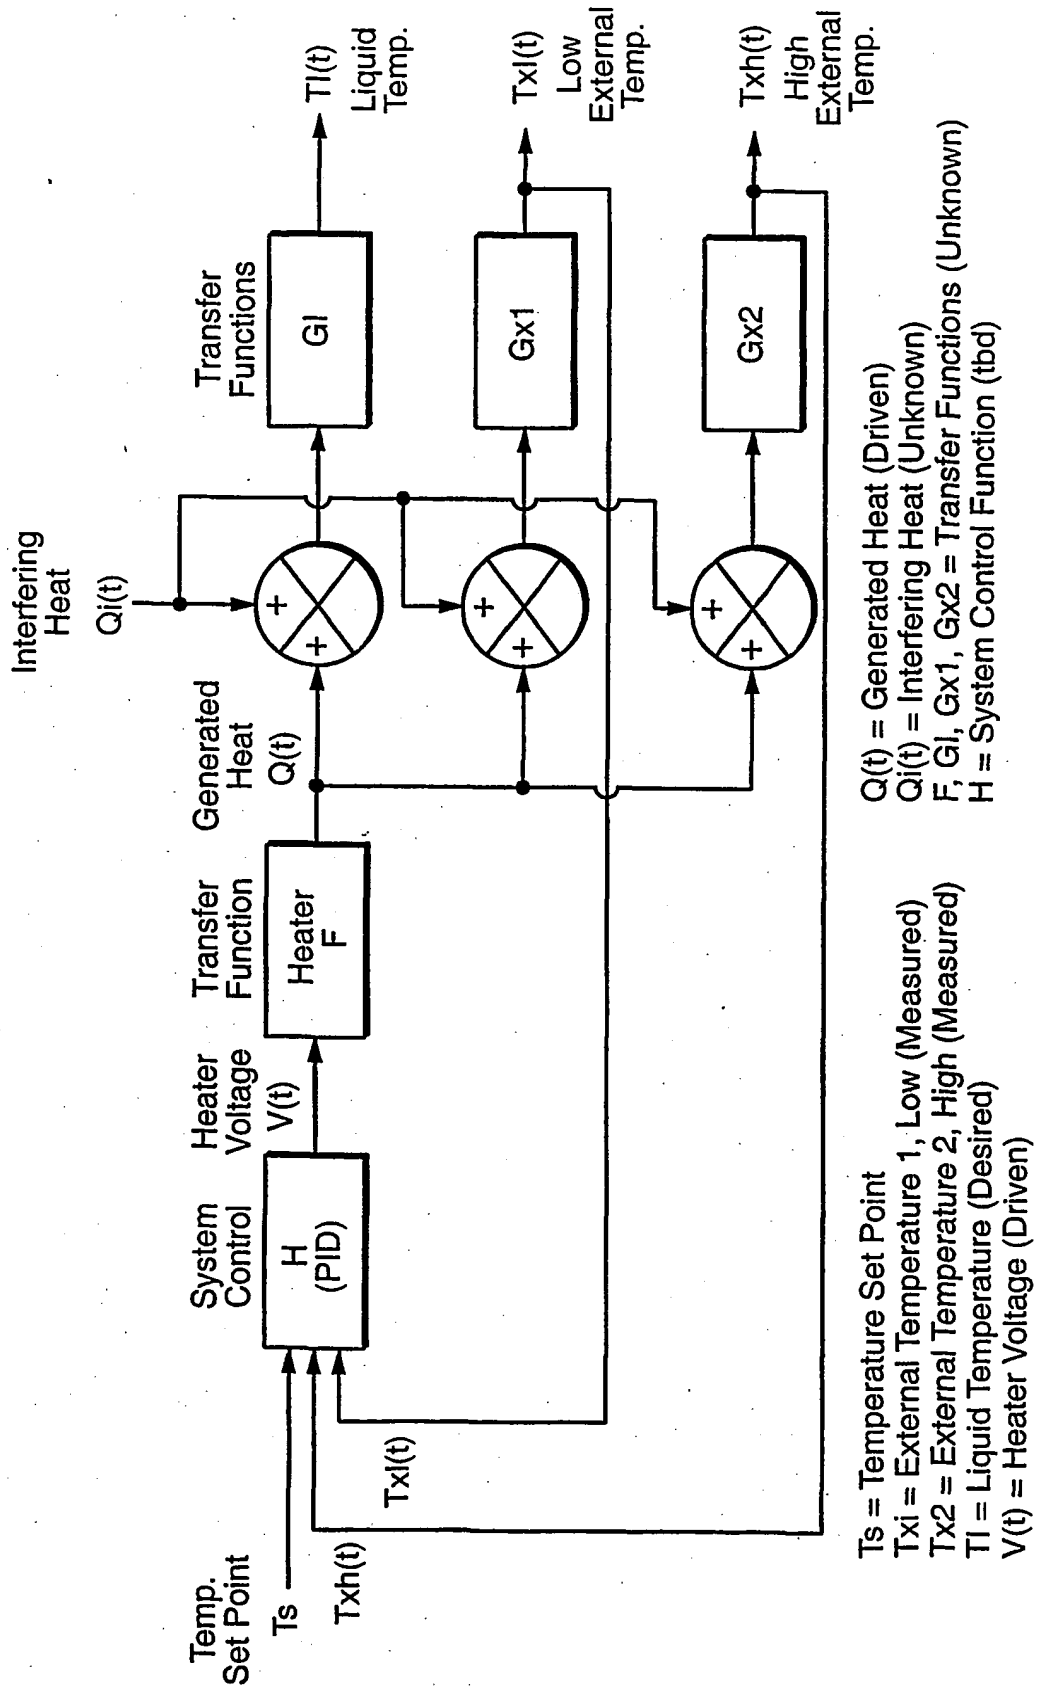 Interfering
Heat
Qi(t)
Temp.
Set Point
Ts
Txh(t)
Txl(t)
System
Control
H
(PID)
Heater
Voltage
V(t)
Transfer
Function
Heater
F
Generated
Heat
Q(t)
+
+
+
+
+
+
Transfer
Functions
Gl
Gx1
Gx2
Tl(t)
Liquid
Temp.
Txl(t)
Low
External
Temp.
Txh(t)
High
External
Temp.
Ts = Temperature Set Point
Txi = External Temperature 1, Low (Measured)
Tx2 = External Temperature 2, High (Measured)
Tl = Liquid Temperature (Desired)
V(t) = Heater Voltage (Driven)
Q(t) = Generated Heat (Driven)
Qi(t) = Interfering Heat (Unknown)
F, Gl, Gx1, Gx2 = Transfer Functions (Unknown)
H = System Control Function (tbd)